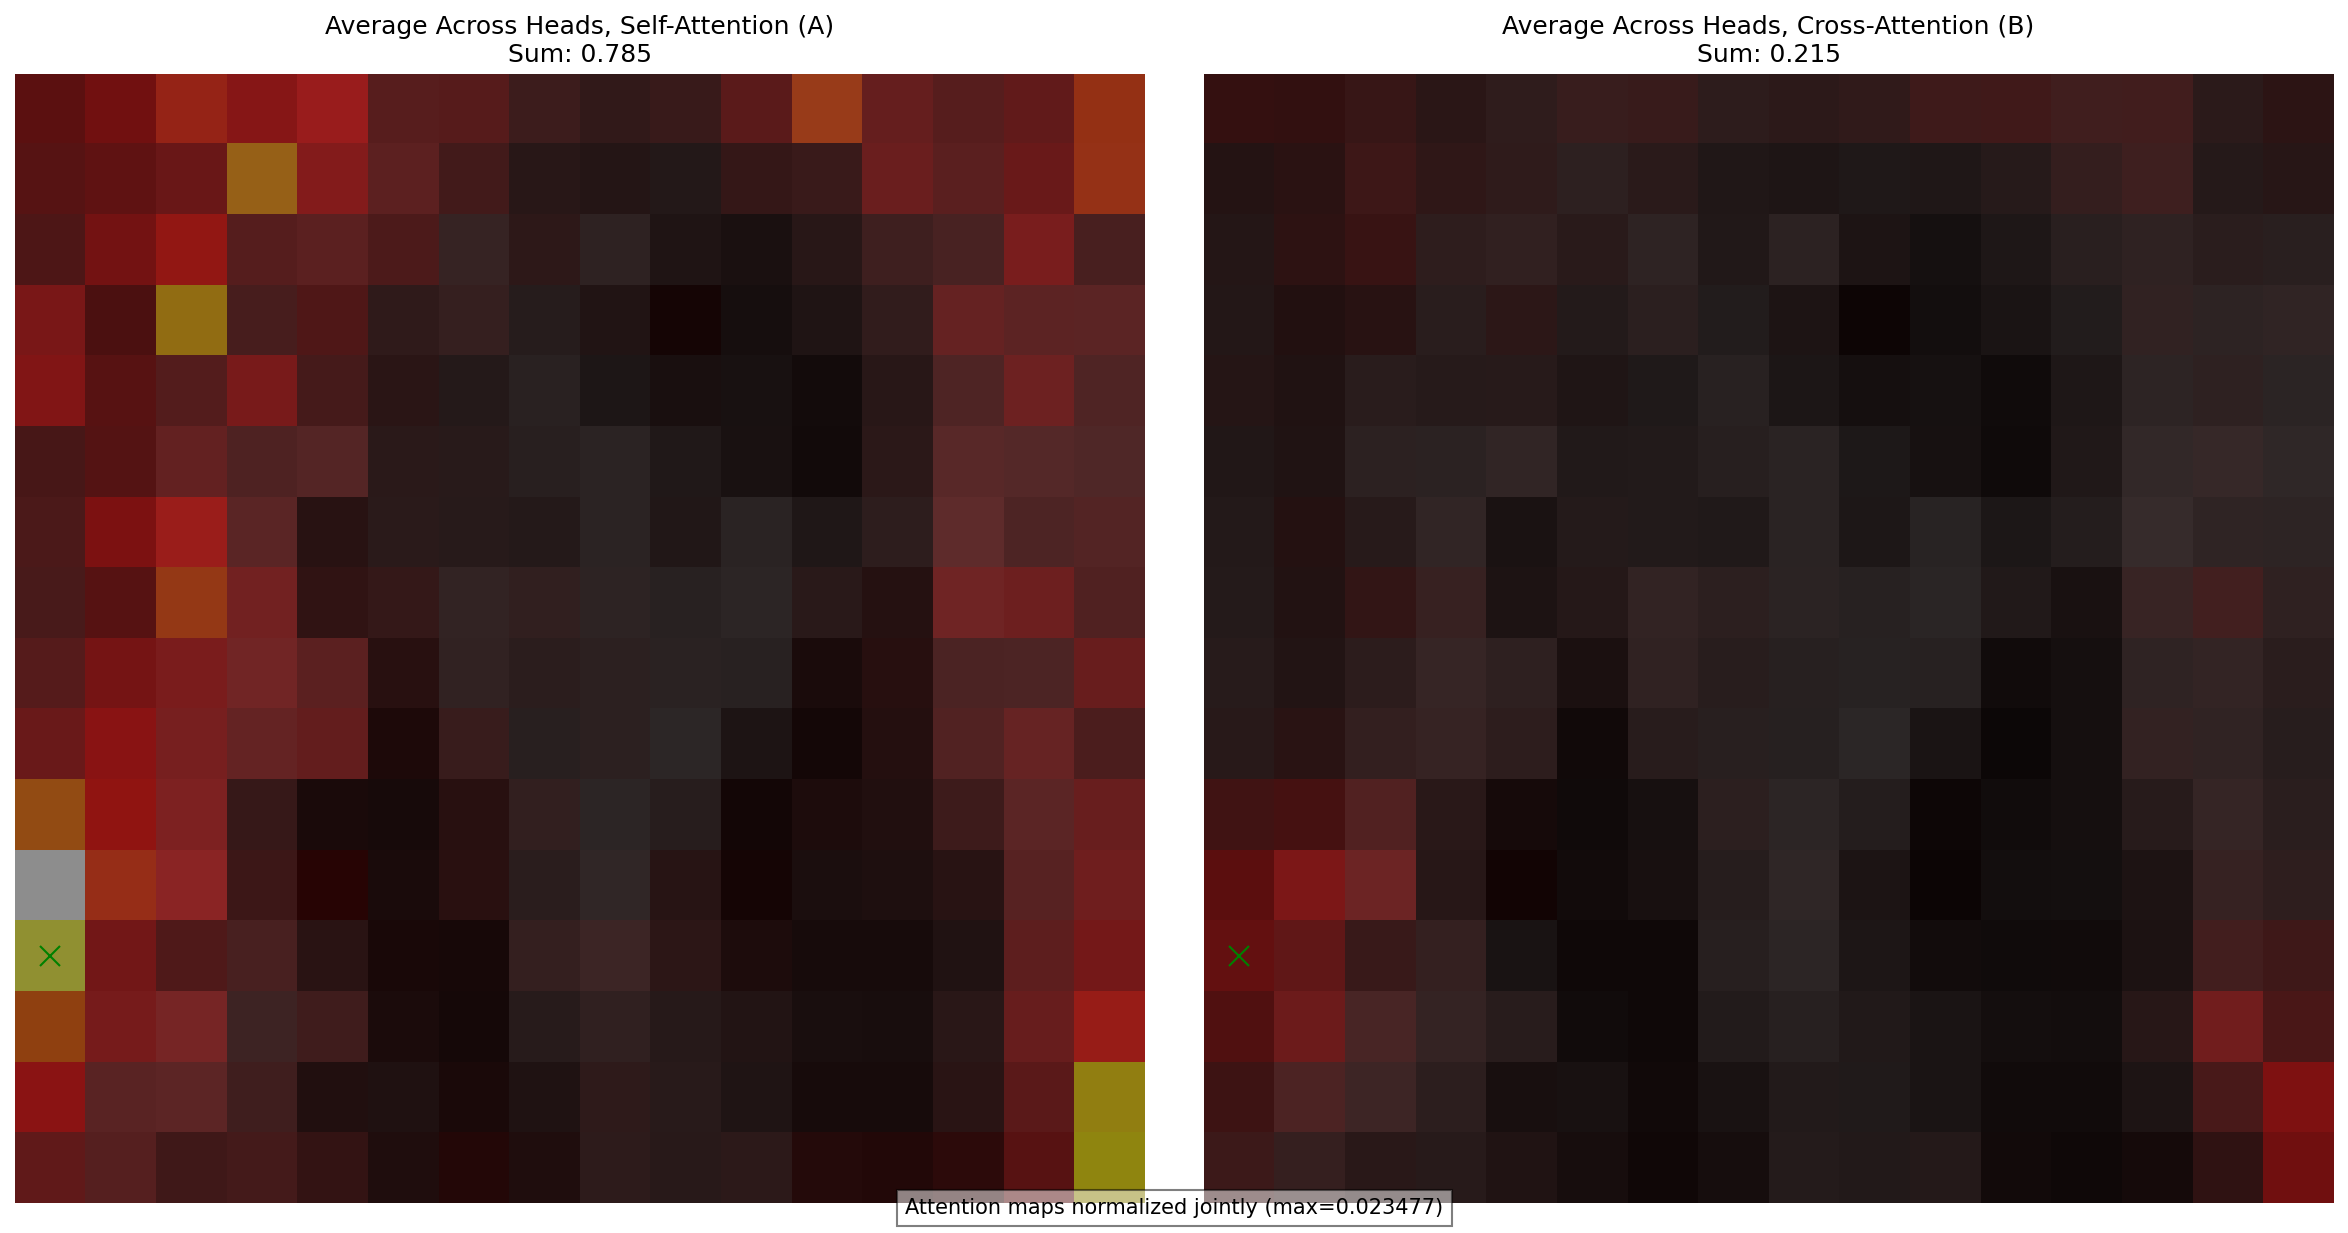 Average Across Heads, Self-Attention (A)
Sum: 0.785
Average Across Heads, Cross-Attention (B)
Sum: 0.215
Attention maps normalized jointly (max=0.023477)